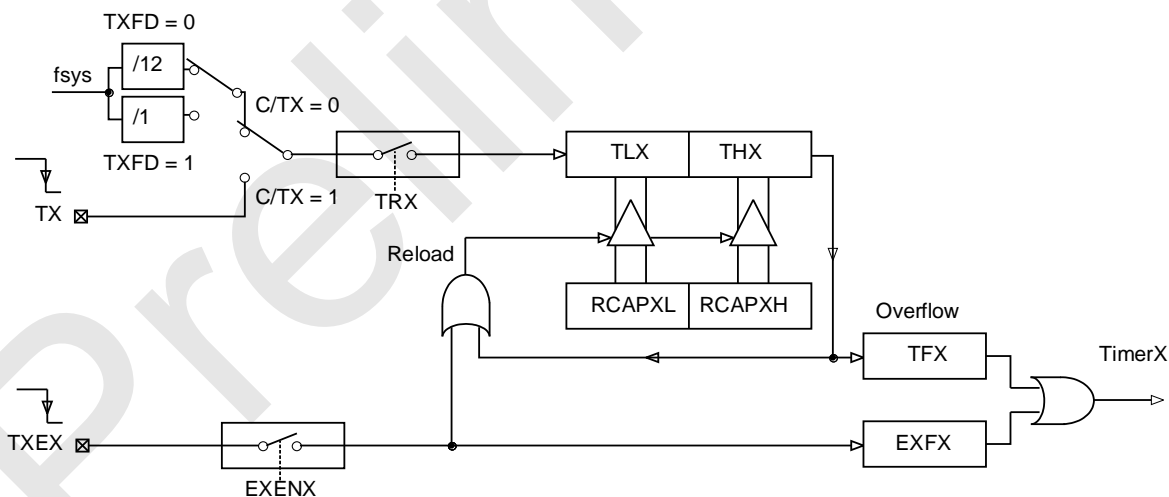 TXFD = 0
/12
fsys
C/TX = 0
/1
TXFD = 1
TLX
THX
TX
C/TX = 1
TRX
Reload
RCAPXL
RCAPXH
Overflow
TFX
TimerX
TXEX
EXENX
EXFX
Prelin